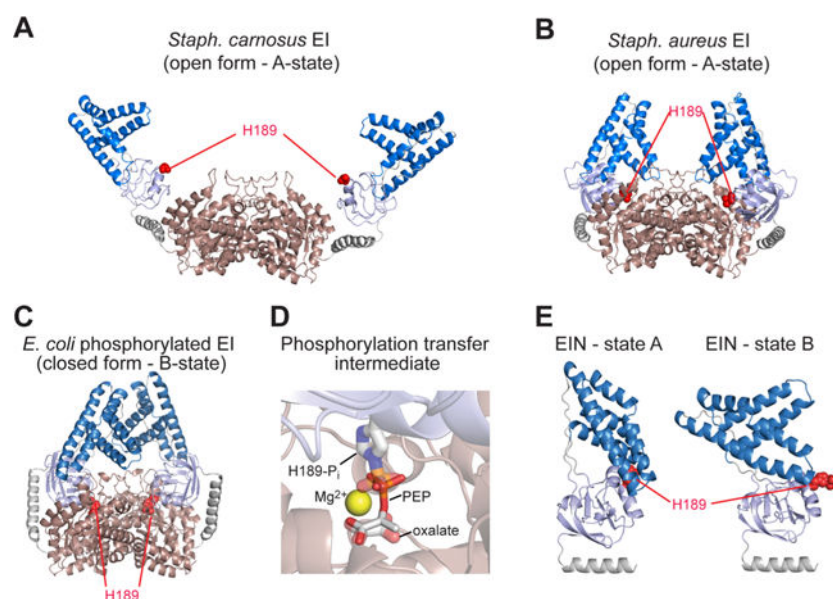 A
Staph. carnosus EI
(open form - A-state)
H189
B
Staph. aureus EI
(open form - A-state)
H189
C
E. coli phosphorylated EI
(closed form - B-state)
H189
D
Phosphorylation transfer
intermediate
H189-Pi
Mg2+
PEP
oxalate
E
EIN - state A
EIN - state B
H189